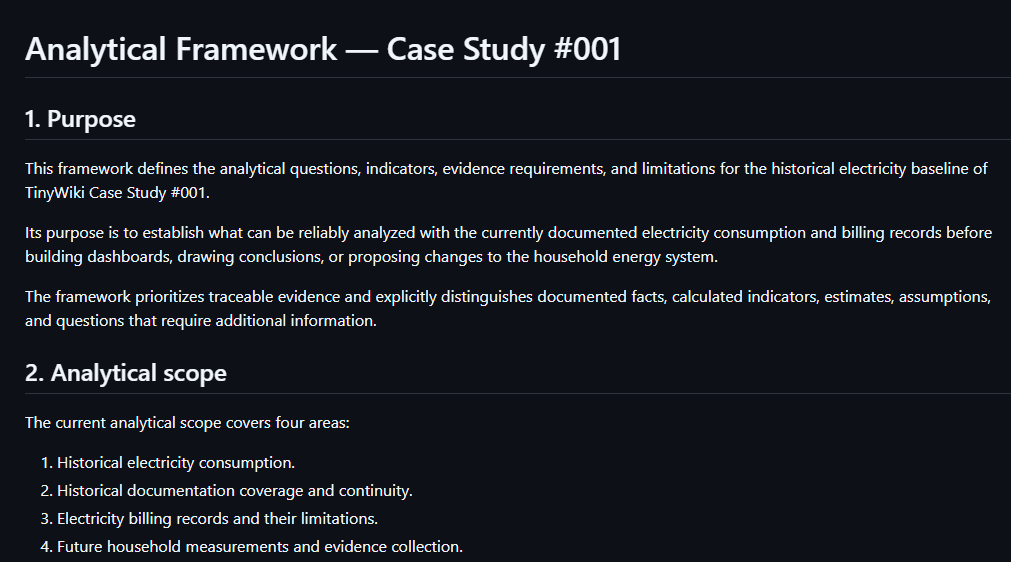 Analytical Framework — Case Study #001
1. Purpose
This framework defines the analytical questions, indicators, evidence requirements, and limitations for the historical electricity baseline of
TinyWiki Case Study #001.
Its purpose is to establish what can be reliably analyzed with the currently documented electricity consumption and billing records before
building dashboards, drawing conclusions, or proposing changes to the household energy system.
The framework prioritizes traceable evidence and explicitly distinguishes documented facts, calculated indicators, estimates, assumptions,
and questions that require additional information.
2. Analytical scope
The current analytical scope covers four areas:
1. Historical electricity consumption.
2. Historical documentation coverage and continuity.
3. Electricity billing records and their limitations.
4. Future household measurements and evidence collection.